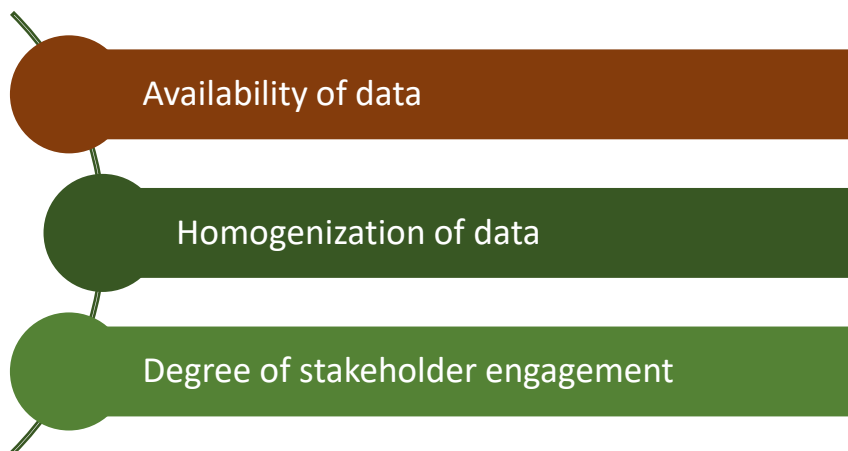 Availability of data
Homogenization of data
Degree of stakeholder engagement